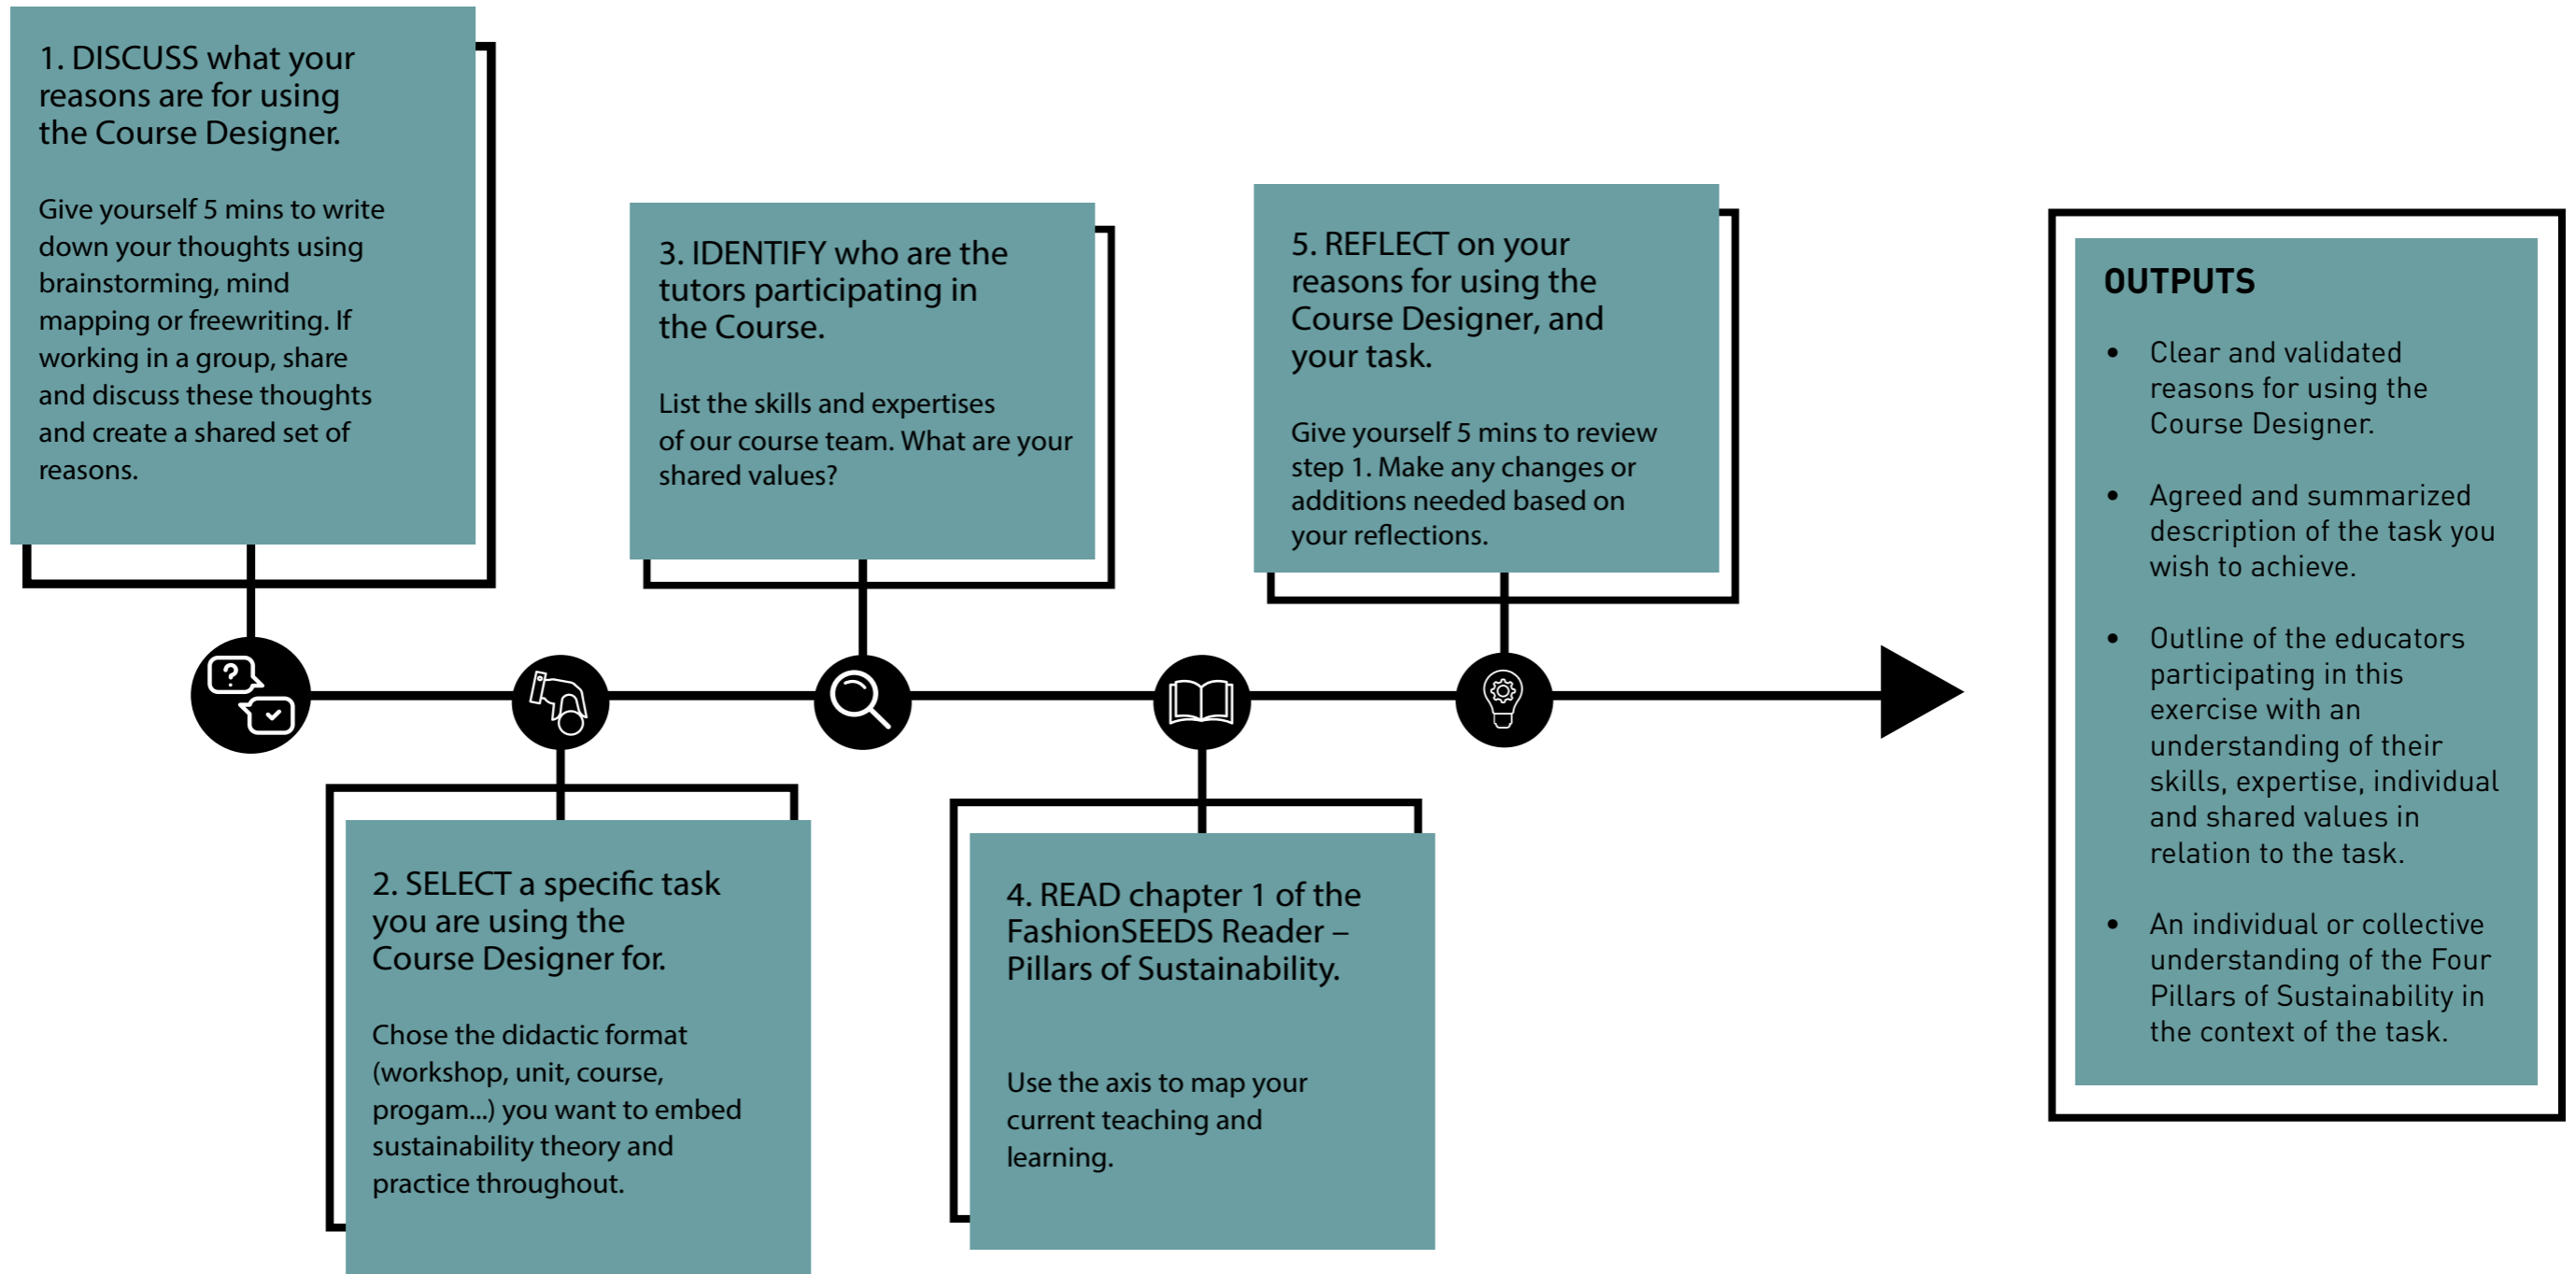 1. DISCUSS what your
reasons are for using
the Course Designer.
Give yourself 5 mins to write
down your thoughts using
brainstorming, mind
mapping or freewriting. If
working in a group, share
and discuss these thoughts
and create a shared set of
reasons.
2. SELECT a specific task
you are using the
Course Designer for.
Chose the didactic format
(workshop, unit, course,
progam...) you want to embed
sustainability theory and
practice throughout.
3. IDENTIFY who are the
tutors participating in
the Course.
List the skills and expertises
of our course team. What are your
shared values?
4. READ chapter 1 of the
FashionSEEDS Reader –
Pillars of Sustainability.
Use the axis to map your
current teaching and
learning.
5. REFLECT on your
reasons for using the
Course Designer, and
your task.
Give yourself 5 mins to review
step 1. Make any changes or
additions needed based on
your reflections.
OUTPUTS
• Clear and validated
reasons for using the
Course Designer.
• Agreed and summarized
description of the task you
wish to achieve.
• Outline of the educators
participating in this
exercise with an
understanding of their
skills, expertise, individual
and shared values in
relation to the task.
• An individual or collective
understanding of the Four
Pillars of Sustainability in
the context of the task.